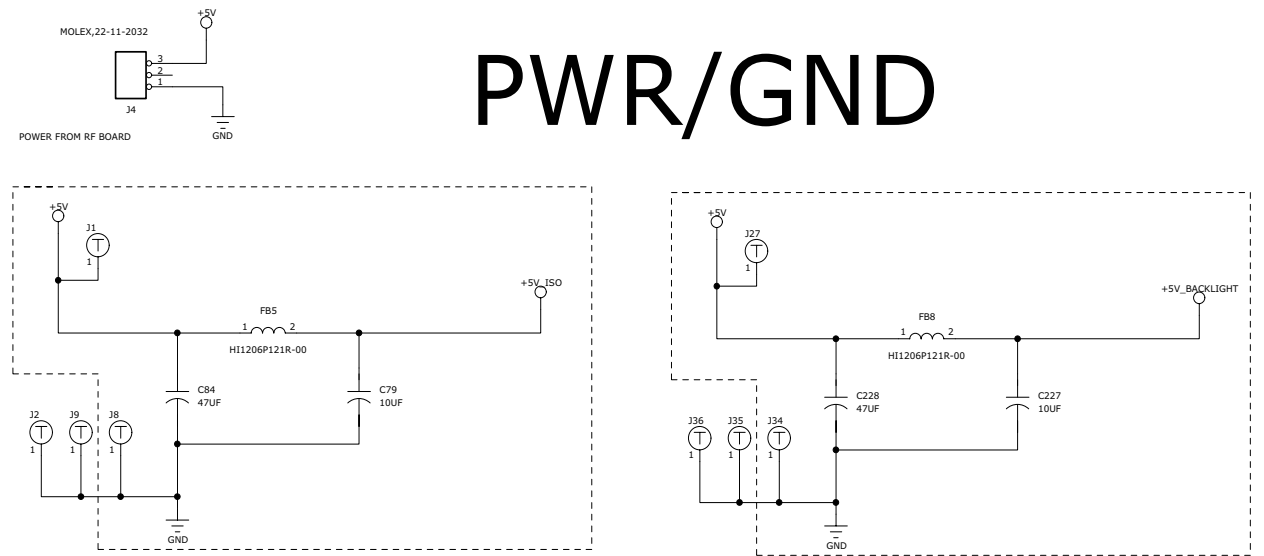 +5V
MOLEX,22-11-2032
3
2
1
J4
GND
POWER FROM RF BOARD
PWR/GND
+5V
J1
1
+5V_ISO
FB5
1 2
HI1206P121R-00
C84
47UF
C79
10UF
J2 J9 J8
1 1 1
GND
+5V
J27
1
+5V_BACKLIGHT
FB8
1 2
HI1206P121R-00
C228
47UF
C227
10UF
J36 J35 J34
1 1 1
GND